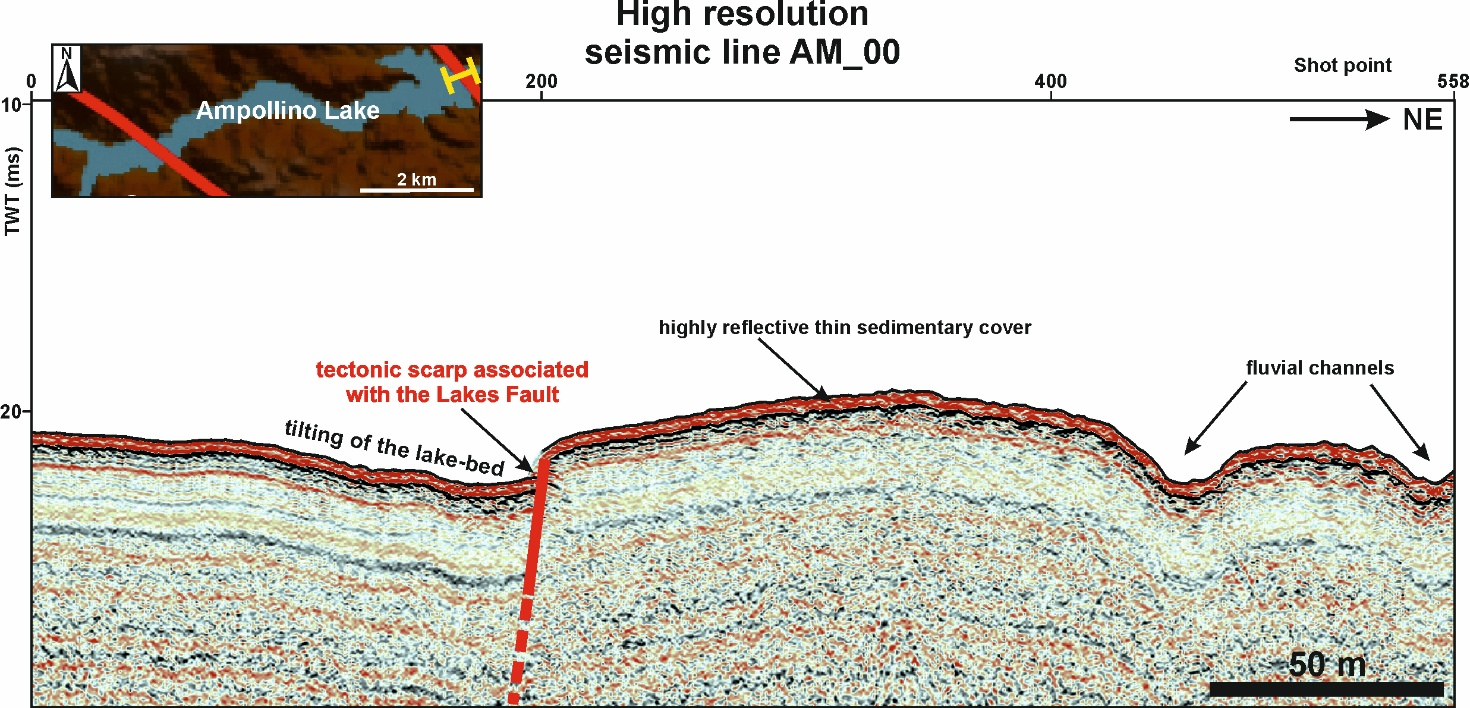 High resolution
seismic line AM_00
N
Ampollino Lake
2 km
0
200
400
Shot point
558
10
NE
TWT (ms)
highly reflective thin sedimentary cover
tectonic scarp associated
with the Lakes Fault
fluvial channels
20
tilting of the lake-bed
50 m